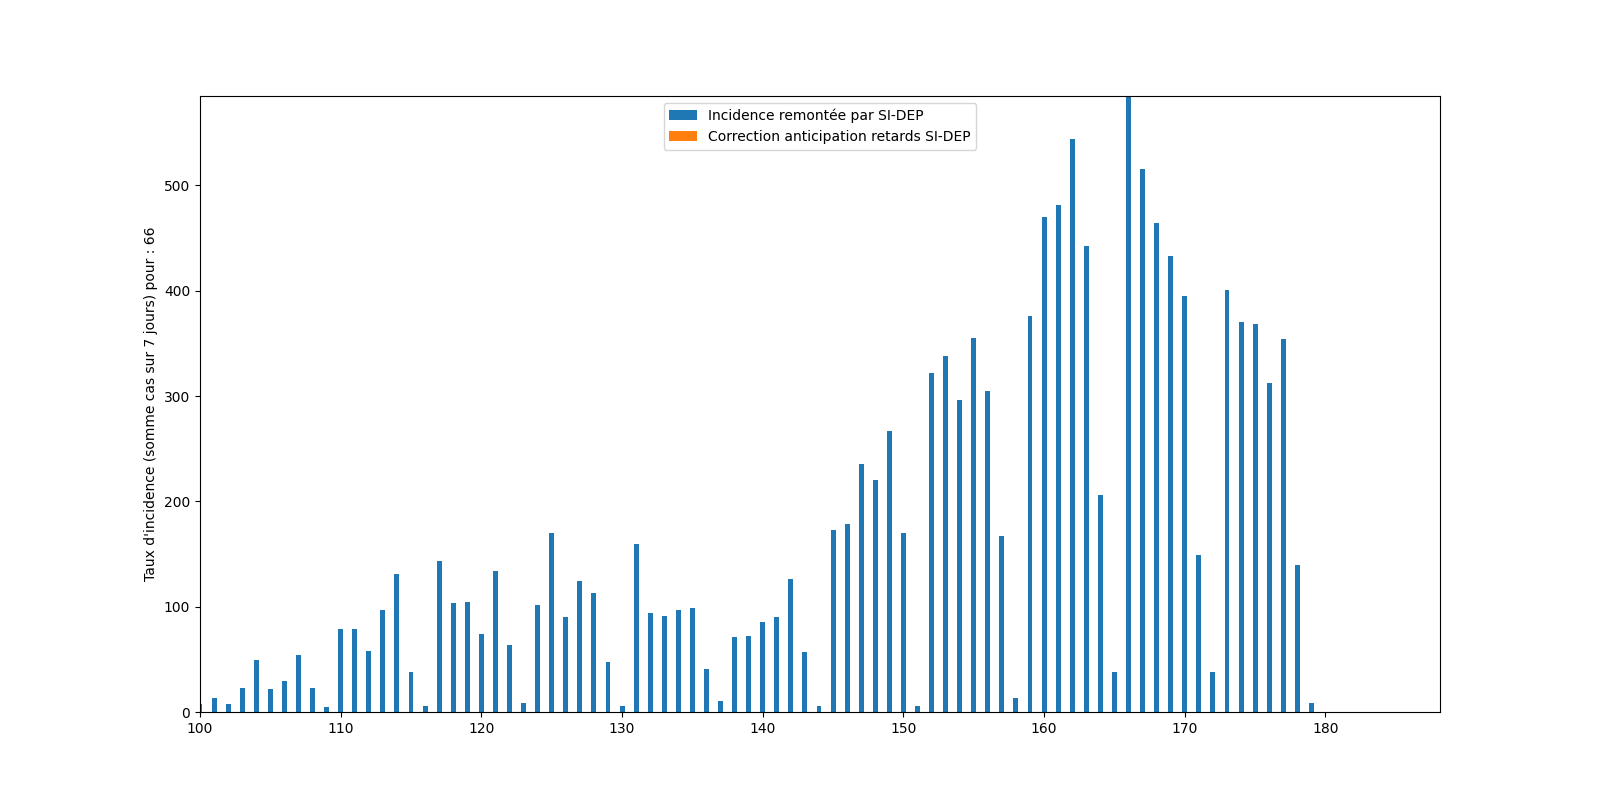 Incidence remontée par SI-DEP
Correction anticipation retards SI-DEP
Taux d'incidence (somme cas sur 7 jours) pour : 66
500
400
300
200
100
0
100 110 120 130 140 150 160 170 180